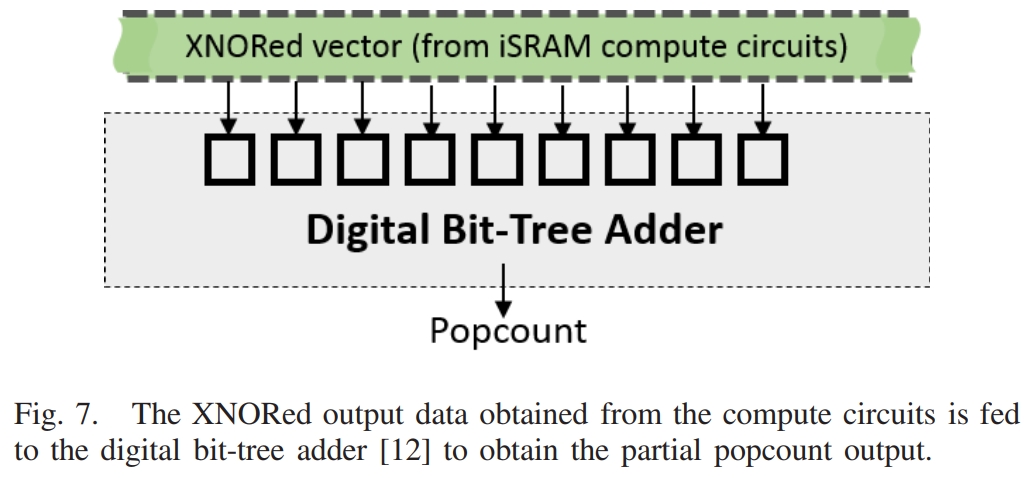 XNORed vector (from iSRAM compute circuits)
Digital Bit-Tree Adder
Popcount
Fig. 7. The XNORed output data obtained from the compute circuits is fed
to the digital bit-tree adder [12] to obtain the partial popcount output.